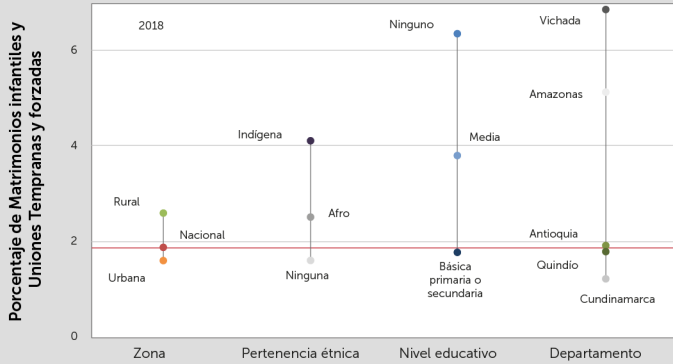 Porcentaje de Matrimonios infantiles y
Uniones Tempranas y forzadas
2018
6
4
2
0
Rural
Nacional
Urbana
Indígena
Afro
Ninguna
Ninguno
Media
Básica
primaria o
secundaria
Vichada
Amazonas
Antioquia
Quindío
Cundinamarca
Zona
Pertenencia étnica
Nivel educativo
Departamento